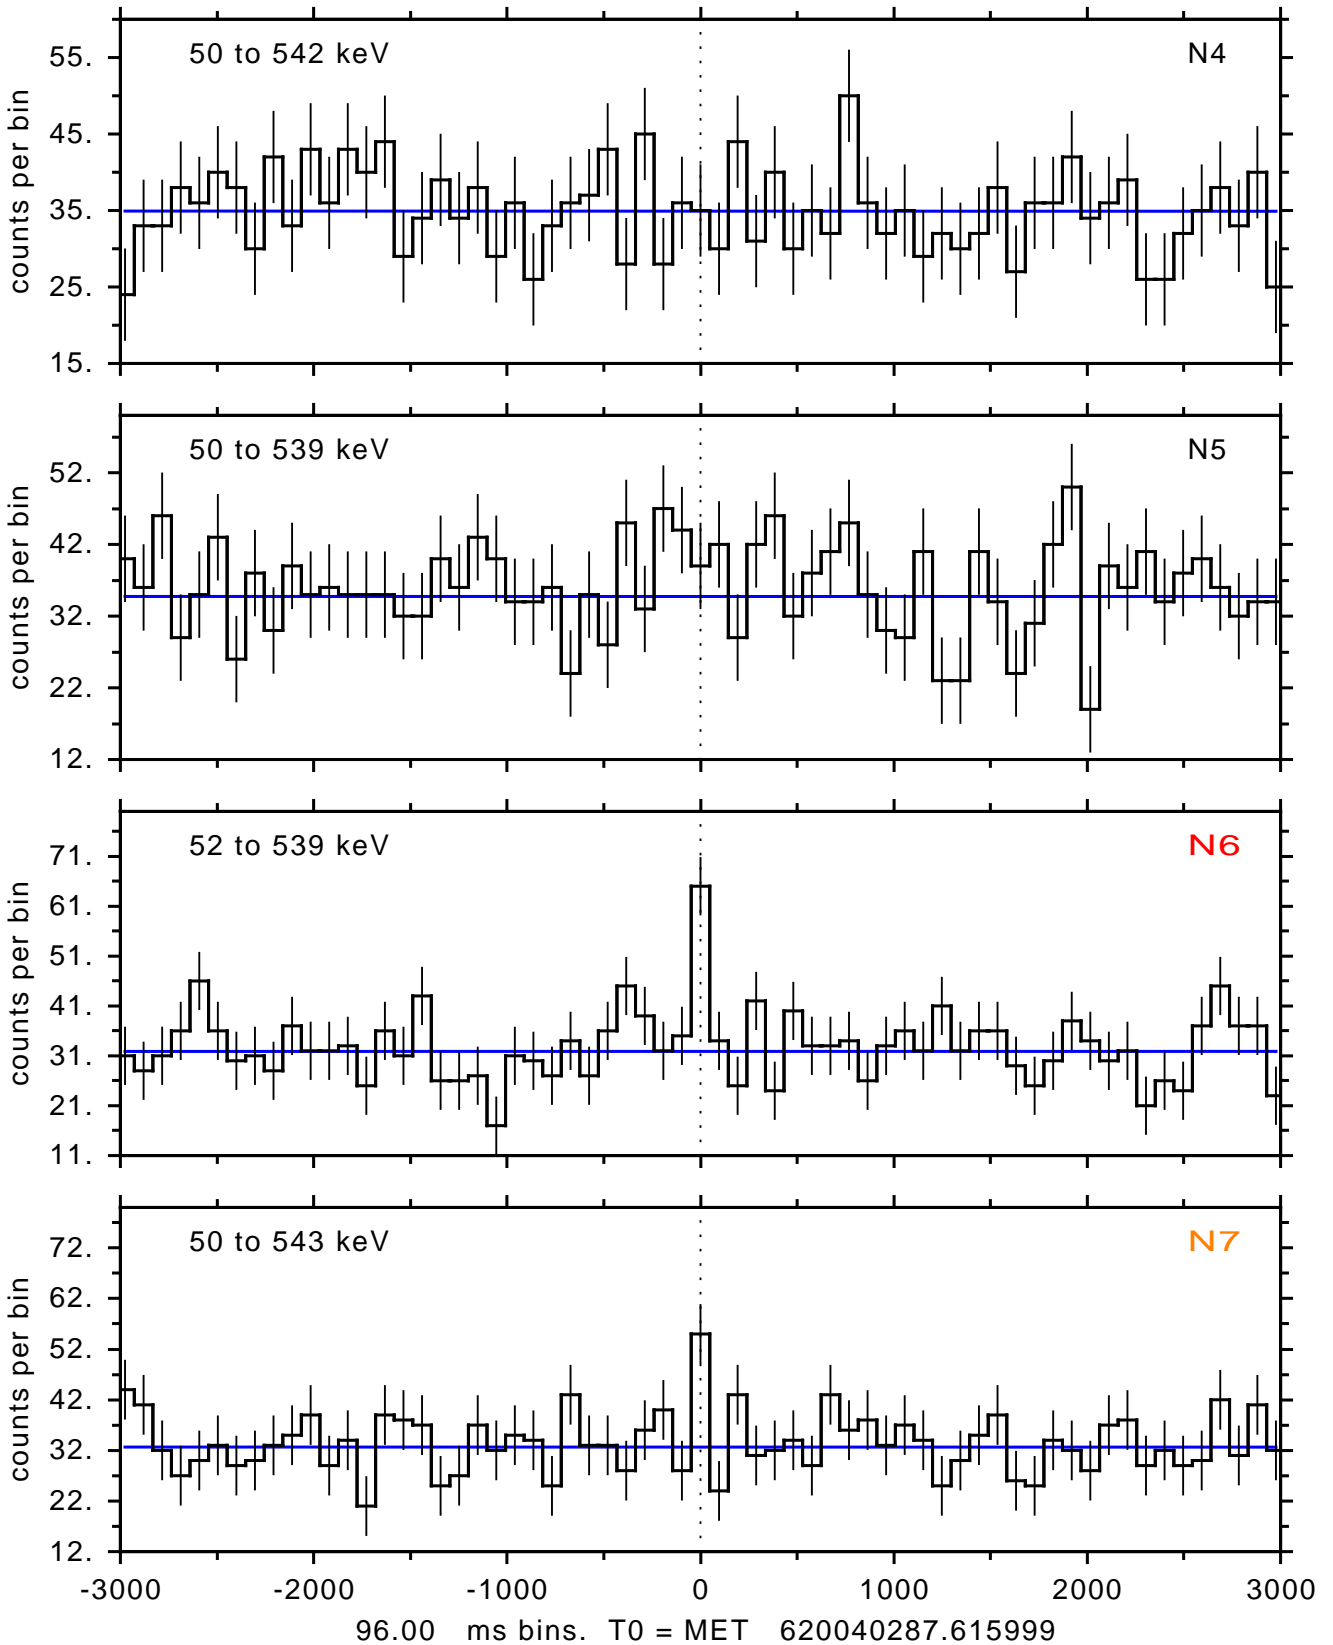 50 to 542 keV N4
55.
45.
35.
25.
15.
counts per bin
50 to 539 keV N5
52.
42.
32.
22.
12.
counts per bin
52 to 539 keV N6
71.
61.
51.
41.
31.
21.
11.
counts per bin
50 to 543 keV N7
72.
62.
52.
42.
32.
22.
12.
counts per bin
-3000 -2000 -1000 0 1000 2000 3000
96.00 ms bins. T0 = MET 620040287.615999